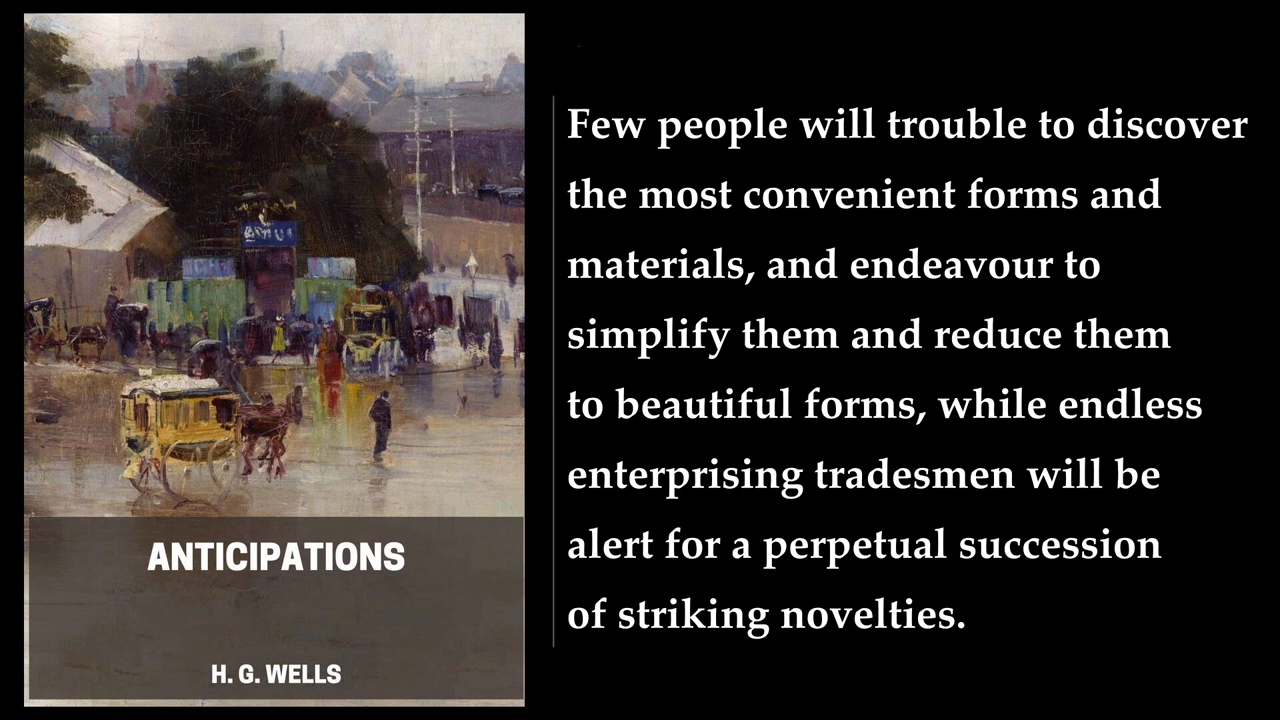 ANTICIPATIONS
H. G. WELLS
Few people will trouble to discover
the most convenient forms and
materials, and endeavour to
simplify them and reduce them
to beautiful forms, while endless
enterprising tradesmen will be
alert for a perpetual succession
of striking novelties.